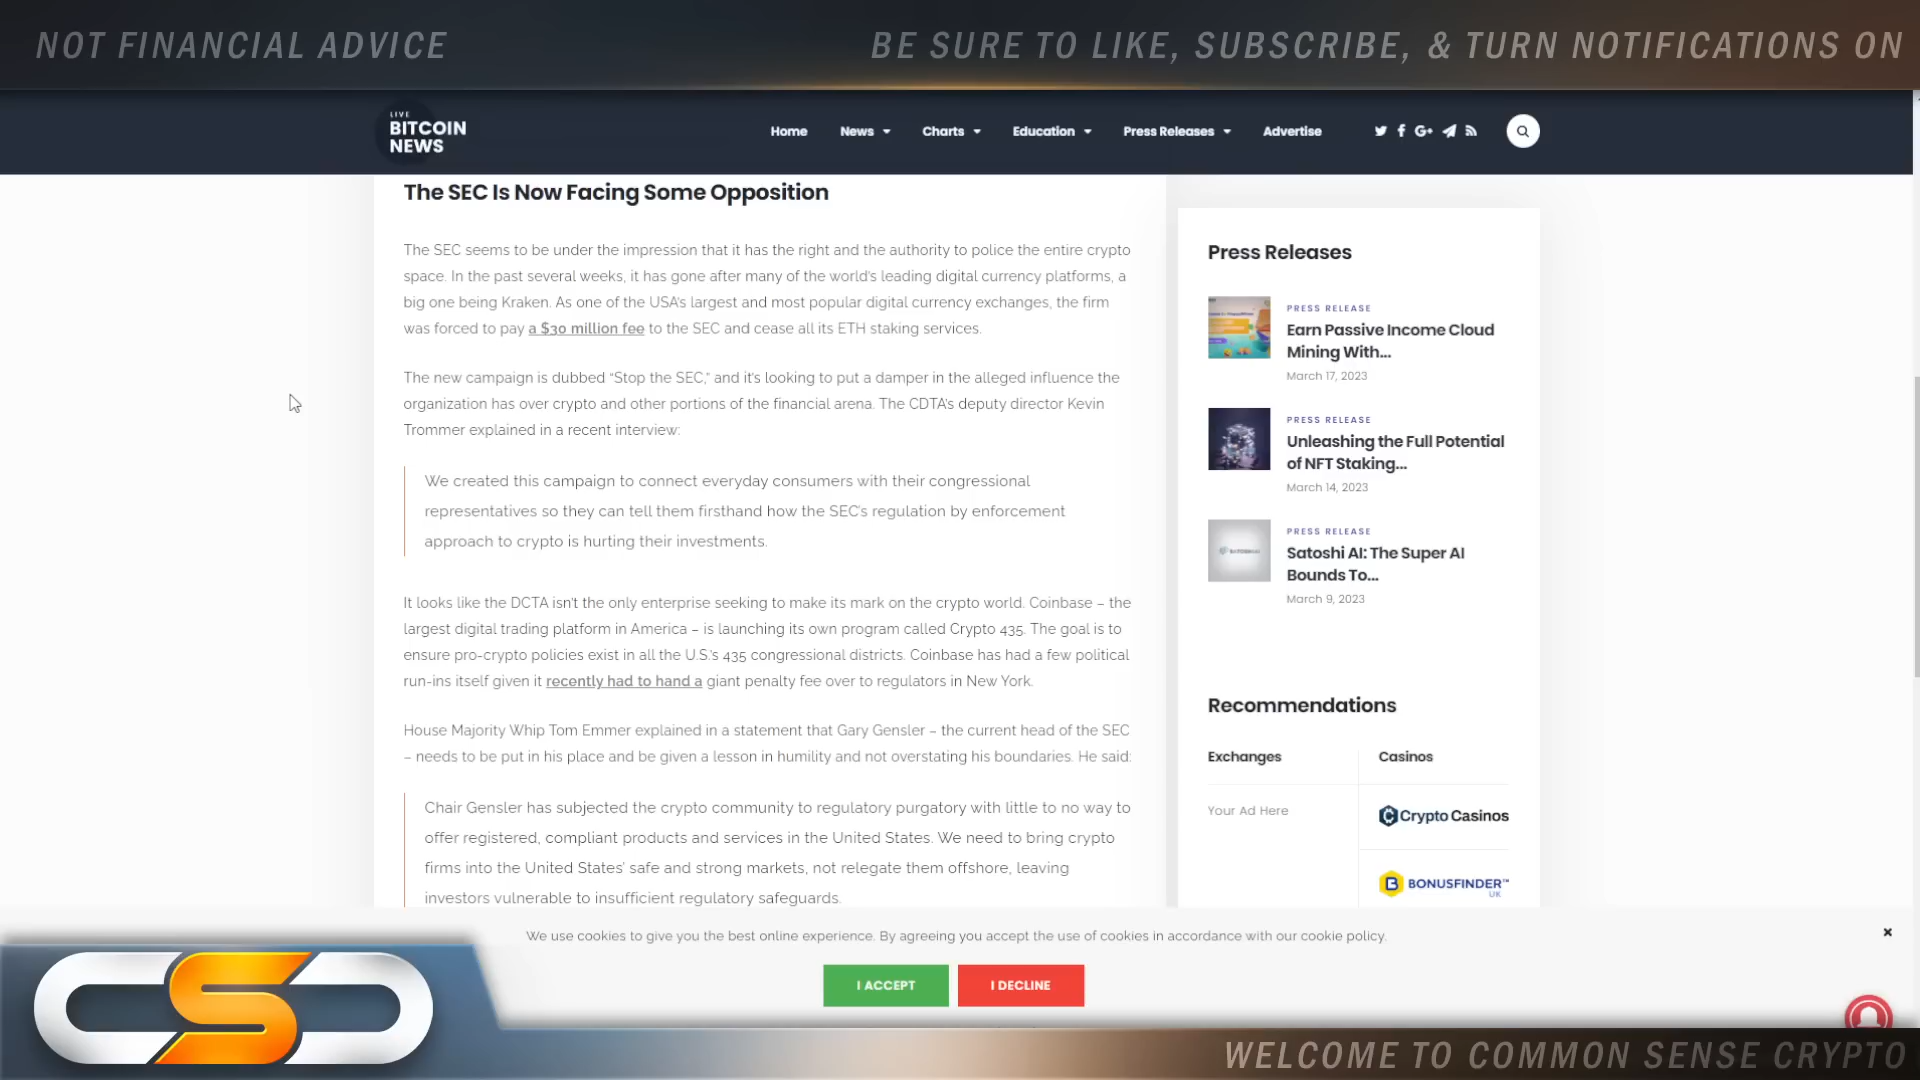 NOT FINANCIAL ADVICE
BE SURE TO LIKE, SUBSCRIBE, & TURN NOTIFICATIONS ON
LIVE
BITCOIN
NEWS
Home
News
Charts
Education
Press Releases
Advertise
The SEC Is Now Facing Some Opposition
The SEC seems to be under the impression that it has the right and the authority to police the entire crypto
space. In the past several weeks, it has gone after many of the world's leading digital currency platforms, a
big one being Kraken. As one of the USA's largest and most popular digital currency exchanges, the firm
was forced to pay a $30 million fee to the SEC and cease all its ETH staking services.
The new campaign is dubbed “Stop the SEC,” and it's looking to put a damper in the alleged influence the
organization has over crypto and other portions of the financial arena. The CDTA's deputy director Kevin
Trommer explained in a recent interview:
We created this campaign to connect everyday consumers with their congressional
representatives so they can tell them firsthand how the SEC's regulation by enforcement
approach to crypto is hurting their investments.
It looks like the DCTA isn't the only enterprise seeking to make its mark on the crypto world. Coinbase – the
largest digital trading platform in America – is launching its own program called Crypto 435. The goal is to
ensure pro-crypto policies exist in all the U.S.'s 435 congressional districts. Coinbase has had a few political
run-ins itself given it recently had to hand a giant penalty fee over to regulators in New York.
House Majority Whip Tom Emmer explained in a statement that Gary Gensler – the current head of the SEC
– needs to be put in his place and be given a lesson in humility and not overstating his boundaries. He said:
Chair Gensler has subjected the crypto community to regulatory purgatory with little to no way to
offer registered, compliant products and services in the United States. We need to bring crypto
firms into the United States' safe and strong markets, not relegate them offshore, leaving
investors vulnerable to insufficient regulatory safeguards.
Press Releases
PRESS RELEASE
Earn Passive Income Cloud
Mining With...
March 17, 2023
PRESS RELEASE
Unleashing the Full Potential
of NFT Staking...
March 14, 2023
PRESS RELEASE
Satoshi AI: The Super AI
Bounds To...
March 9, 2023
Recommendations
Exchanges
Casinos
Your Ad Here
Crypto Casinos
BONUSFINDER™
UK
We use cookies to give you the best online experience. By agreeing you accept the use of cookies in accordance with our cookie policy.
I ACCEPT
I DECLINE
CSC
WELCOME TO COMMON SENSE CRYPTO